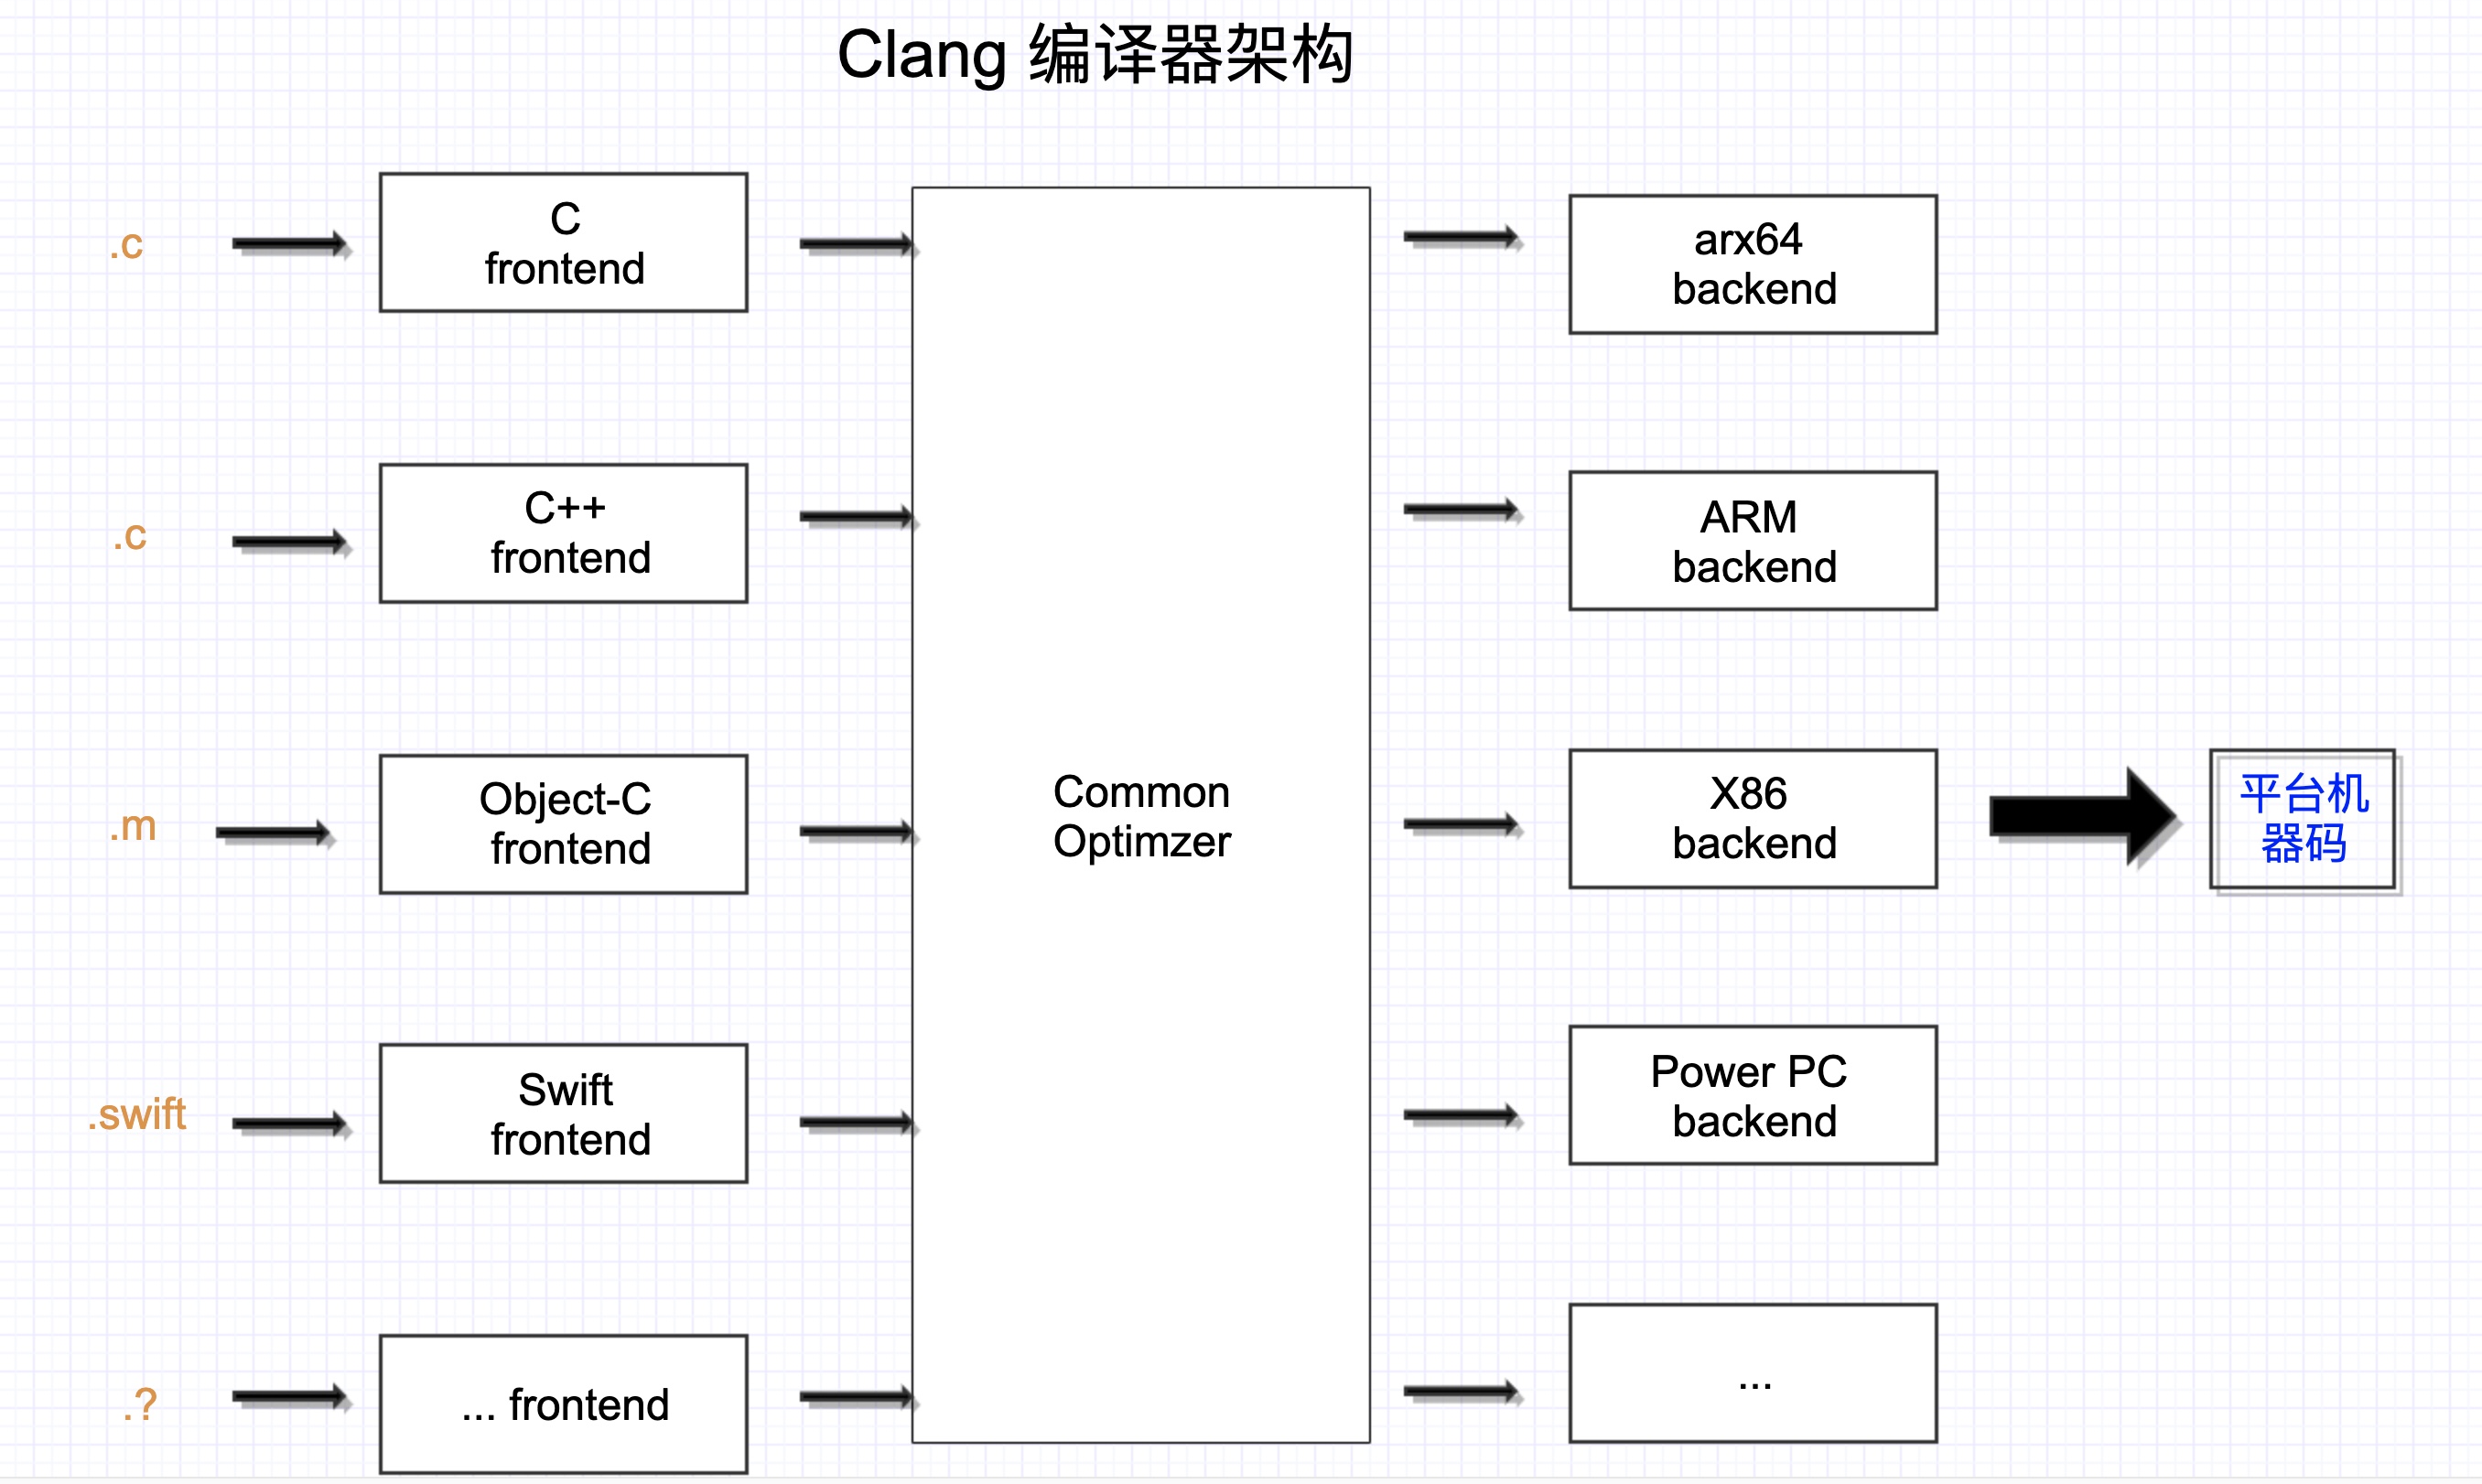 Clang 编译器架构
.c
C
frontend
arx64
backend
.c
C++
frontend
ARM
backend
.m
Object-C
frontend
Common
Optimzer
X86
backend
平台机
器码
.swift
Swift
frontend
Power PC
backend
.?
... frontend
...